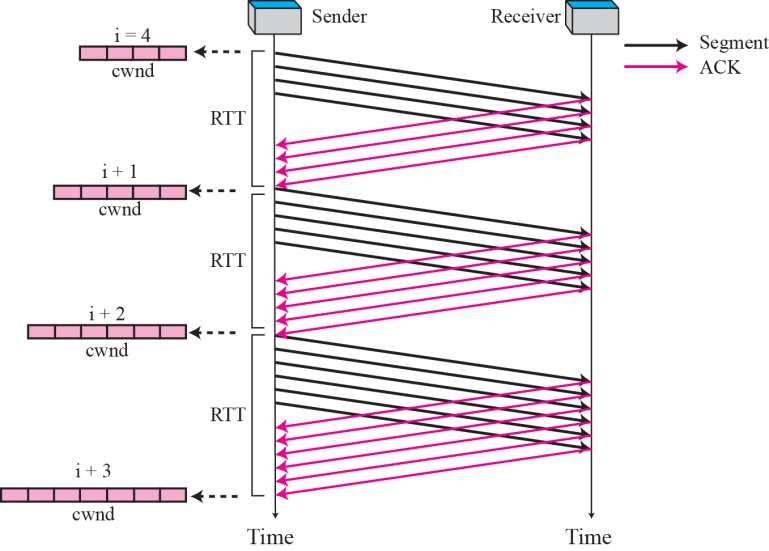 Sender
Receiver
i = 4
cwnd
Segment
ACK
RTT
i + 1
cwnd
RTT
i + 2
cwnd
RTT
i + 3
cwnd
Time
Time